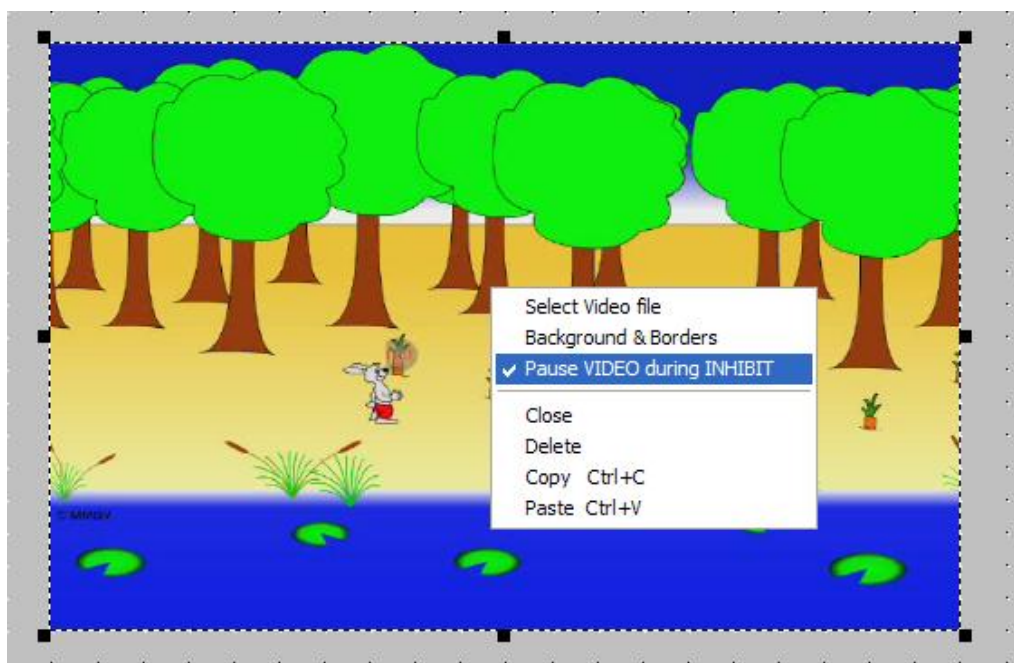 Select Video file
Background & Borders
Pause VIDEO during INHIBIT
Close
Delete
Copy Ctrl+C
Paste Ctrl+V